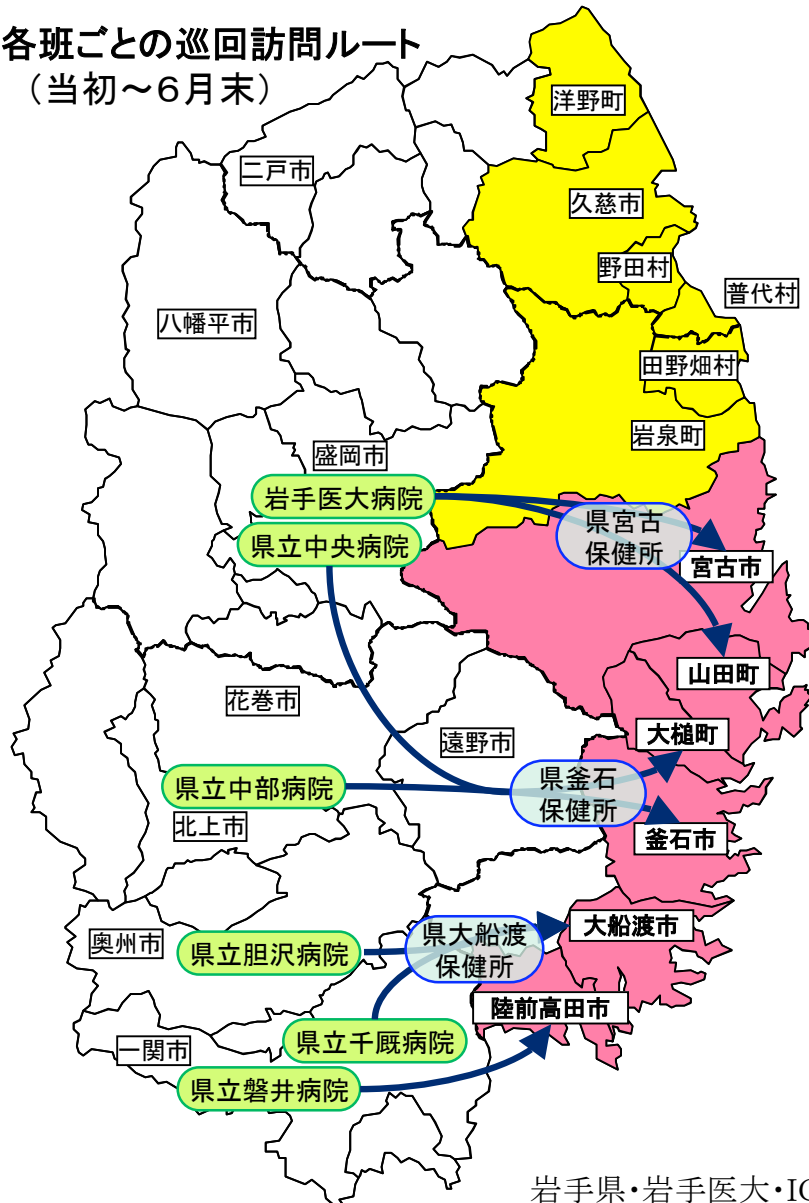 各班ごとの巡回訪問ルート
（当初～６月末）
洋野町
二戸市
久慈市
野田村
普代村
八幡平市
田野畑村
岩泉町
盛岡市
岩手医大病院
県立中央病院
県宮古
保健所
宮古市
山田町
花巻市
遠野市
大槌町
県立中部病院
県釜石
保健所
北上市
釜石市
大船渡市
奥州市
県立胆沢病院
県大船渡
保健所
陸前高田市
一関市
県立千厩病院
県立磐井病院
岩手県・岩手医大・